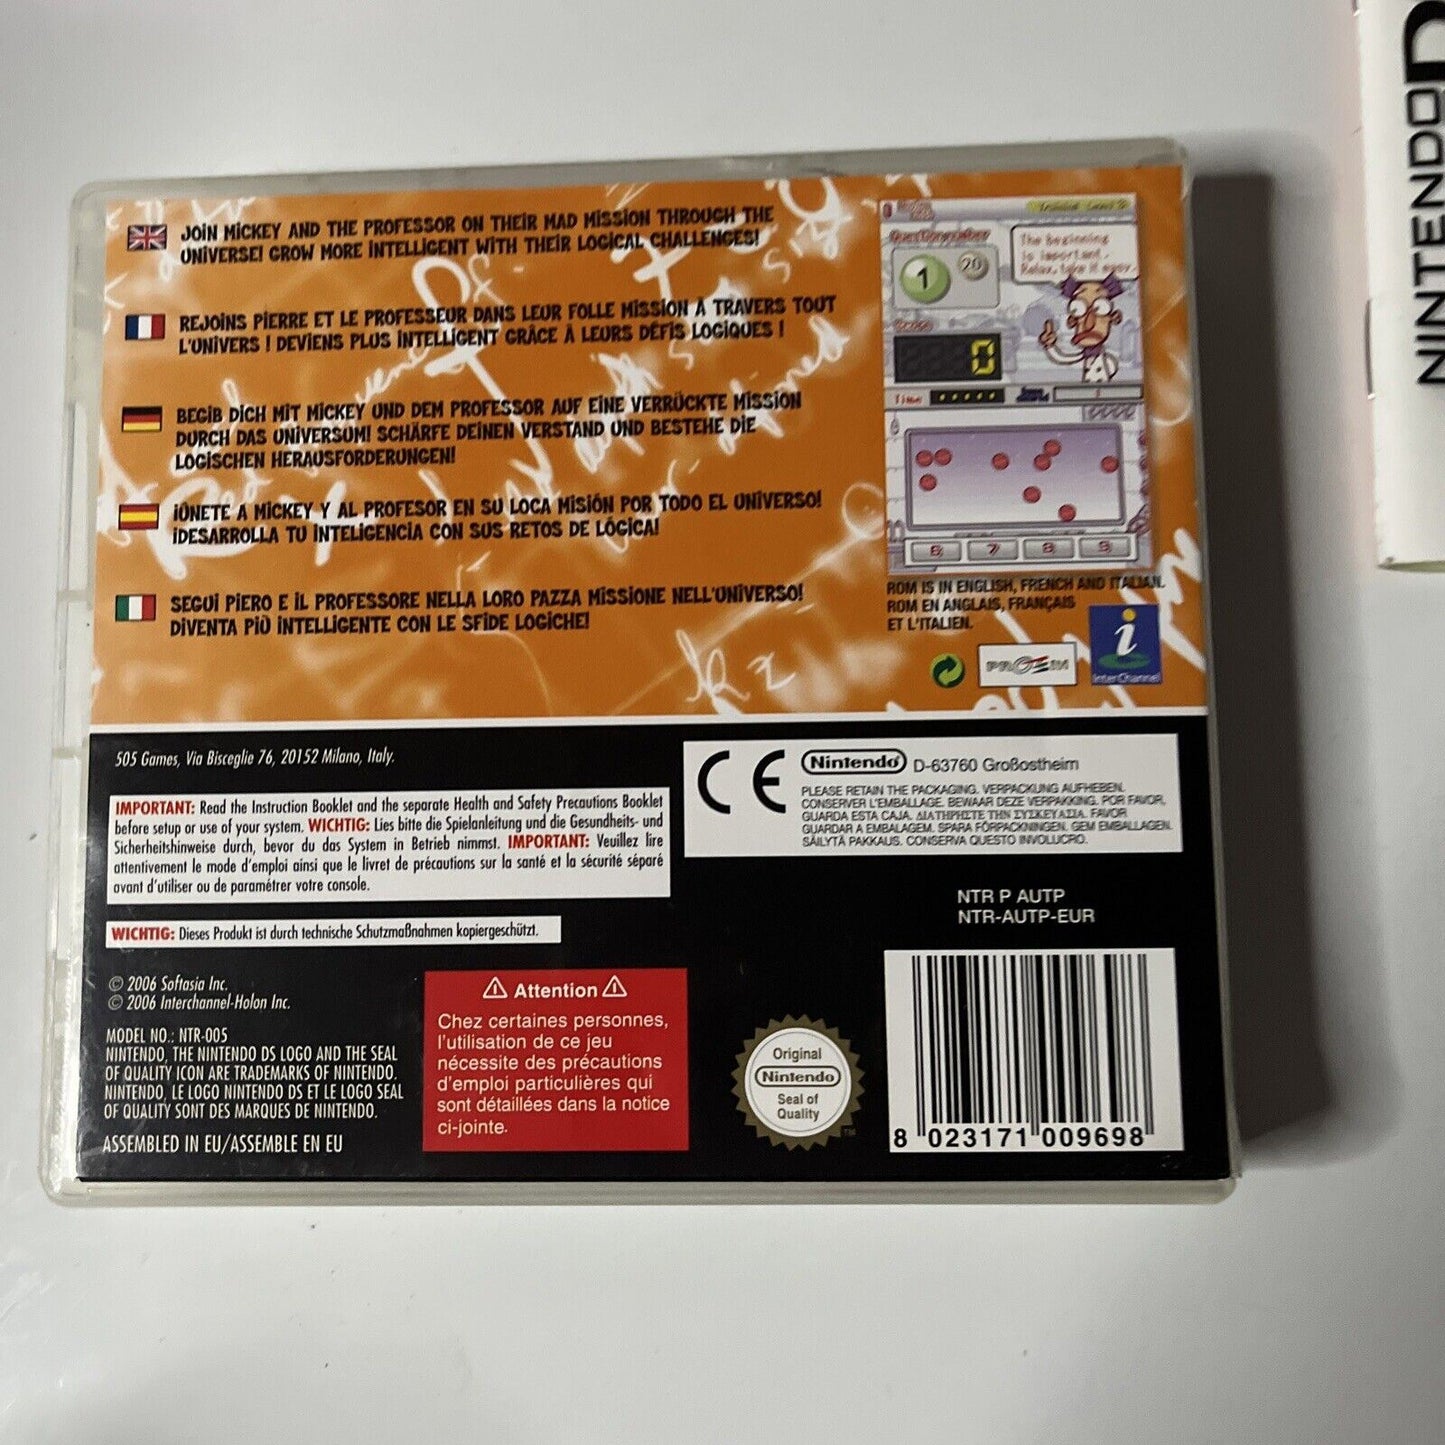 JOIN MICKEY AND THE PROFESSOR ON THEIR MAD MISSION THROUGH THE
UNIVERSE! GROW MORE INTELLIGENT WITH THEIR LOGICAL CHALLENGES!
REJOINS PIERRE ET LE PROFESSEUR DANS LEUR FOLLE MISSION À TRAVERS TOUT
L'UNIVERS ! DEVIENS PLUS INTELLIGENT GRÂCE À LEURS DÉFIS LOGIQUES !
BEGIB DICH MIT MICKEY UND DEM PROFESSOR AUF EINE VERRÜCKTE MISSION
DURCH DAS UNIVERSUM! SCHÄRFE DEINEN VERSTAND UND BESTEHE DIE
LOGISCHEN HERAUSFORDERUNGEN!
¡ÚNETE A MICKEY Y AL PROFESOR EN SU LOCA MISIÓN POR TODO EL UNIVERSO!
¡DESARROLLA TU INTELIGENCIA CON SUS RETOS DE LÓGICA!
SEGUI PIERO E IL PROFESSORE NELLA LORO PAZZA MISSIONE NELL'UNIVERSO!
DIVENTA PIÙ INTELLIGENTE CON LE SFIDE LOGICHE!
Questionnumber
1 20
The beginning
is important.
Relax, take it easy.
Score
0
Time
6 7 8 9
ROM IS IN ENGLISH, FRENCH AND ITALIAN.
ROM EN ANGLAIS, FRANÇAIS
ET L'ITALIEN.
PROEIN
i
InterChannel
505 Games, Via Bisceglie 76, 20152 Milano, Italy.
IMPORTANT: Read the Instruction Booklet and the separate Health and Safety Precautions Booklet
before setup or use of your system. WICHTIG: Lies bitte die Spielanleitung und die Gesundheits- und
Sicherheitshinweise durch, bevor du das System in Betrieb nimmst. IMPORTANT: Veuillez lire
attentivement le mode d'emploi ainsi que le livret de précautions sur la santé et la sécurité séparé
avant d'utiliser ou de paramétrer votre console.
WICHTIG: Dieses Produkt ist durch technische Schutzmaßnahmen kopiergeschützt.
CE
Nintendo D-63760 Großostheim
PLEASE RETAIN THE PACKAGING. VERPACKUNG AUFHEBEN.
CONSERVER L'EMBALLAGE. BEWAAR DEZE VERPAKKING. POR FAVOR,
GUARDA ESTA CAJA. ΔΙΑΤΗΡΗΣΤΕ ΤΗΝ ΣΥΣΚΕΥΑΣΙΑ. FAVOR
GUARDAR A EMBALAGEM. SPARA FÖRPACKNINGEN. GEM EMBALLAGEN.
SÄILYTÄ PAKKAUS. CONSERVA QUESTO INVOLUCRO.
NTR P AUTP
NTR-AUTP-EUR
© 2006 Softasia Inc.
© 2006 Interchannel-Holon Inc.
MODEL NO.: NTR-005
NINTENDO, THE NINTENDO DS LOGO AND THE SEAL
OF QUALITY ICON ARE TRADEMARKS OF NINTENDO.
NINTENDO, LE LOGO NINTENDO DS ET LE LOGO SEAL
OF QUALITY SONT DES MARQUES DE NINTENDO.
ASSEMBLED IN EU/ASSEMBLE EN EU
Attention
Chez certaines personnes,
l'utilisation de ce jeu
nécessite des précautions
d'emploi particulières qui
sont détaillées dans la notice
ci-jointe.
Original
Nintendo
Seal of
Quality
TM
8 023171 009698
NINTENDO